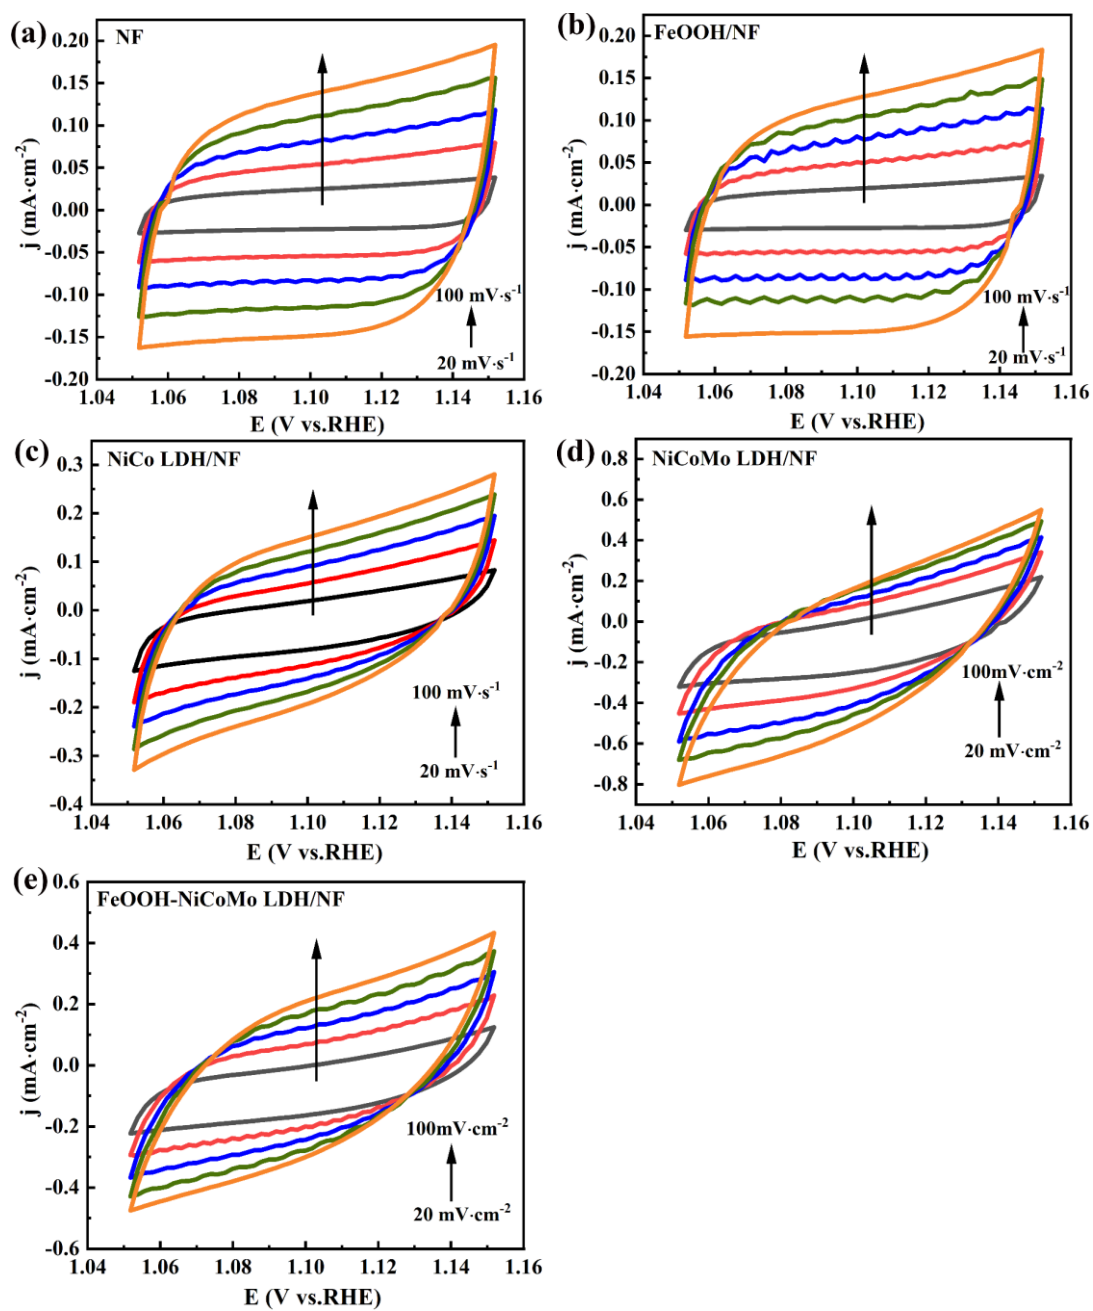 (a)
NF
0.20
0.15
0.10
0.05
0.00
-0.05
-0.10
-0.15
-0.20
j (mA·cm-2)
100 mV·s-1
20 mV·s-1
1.04 1.06 1.08 1.10 1.12 1.14 1.16
E (V vs.RHE)
(b)
FeOOH/NF
0.20
0.15
0.10
0.05
0.00
-0.05
-0.10
-0.15
-0.20
j (mA·cm-2)
100 mV·s-1
20 mV·s-1
1.04 1.06 1.08 1.10 1.12 1.14 1.16
E (V vs.RHE)
(c)
NiCo LDH/NF
0.3
0.2
0.1
0.0
-0.1
-0.2
-0.3
-0.4
j (mA·cm-2)
100 mV·s-1
20 mV·s-1
1.04 1.06 1.08 1.10 1.12 1.14 1.16
E (V vs.RHE)
(d)
NiCoMo LDH/NF
0.8
0.6
0.4
0.2
0.0
-0.2
-0.4
-0.6
-0.8
j (mA·cm-2)
100mV·cm-2
20 mV·cm-2
1.04 1.06 1.08 1.10 1.12 1.14 1.16
E (V vs.RHE)
(e)
FeOOH-NiCoMo LDH/NF
0.6
0.4
0.2
0.0
-0.2
-0.4
-0.6
j (mA·cm-2)
100mV·cm-2
20 mV·cm-2
1.04 1.06 1.08 1.10 1.12 1.14 1.16
E (V vs.RHE)